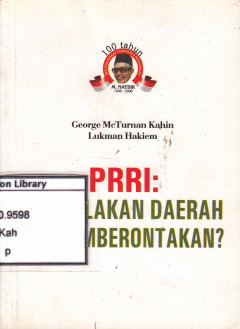 100 tahun
M. NATSIR
1908 - 2008
George McTurnan Kahin
Lukman Hakiem
PRRI:
LAKAN DAERAH
MBERONTAKAN?
on Library
0.9598
Kah
p